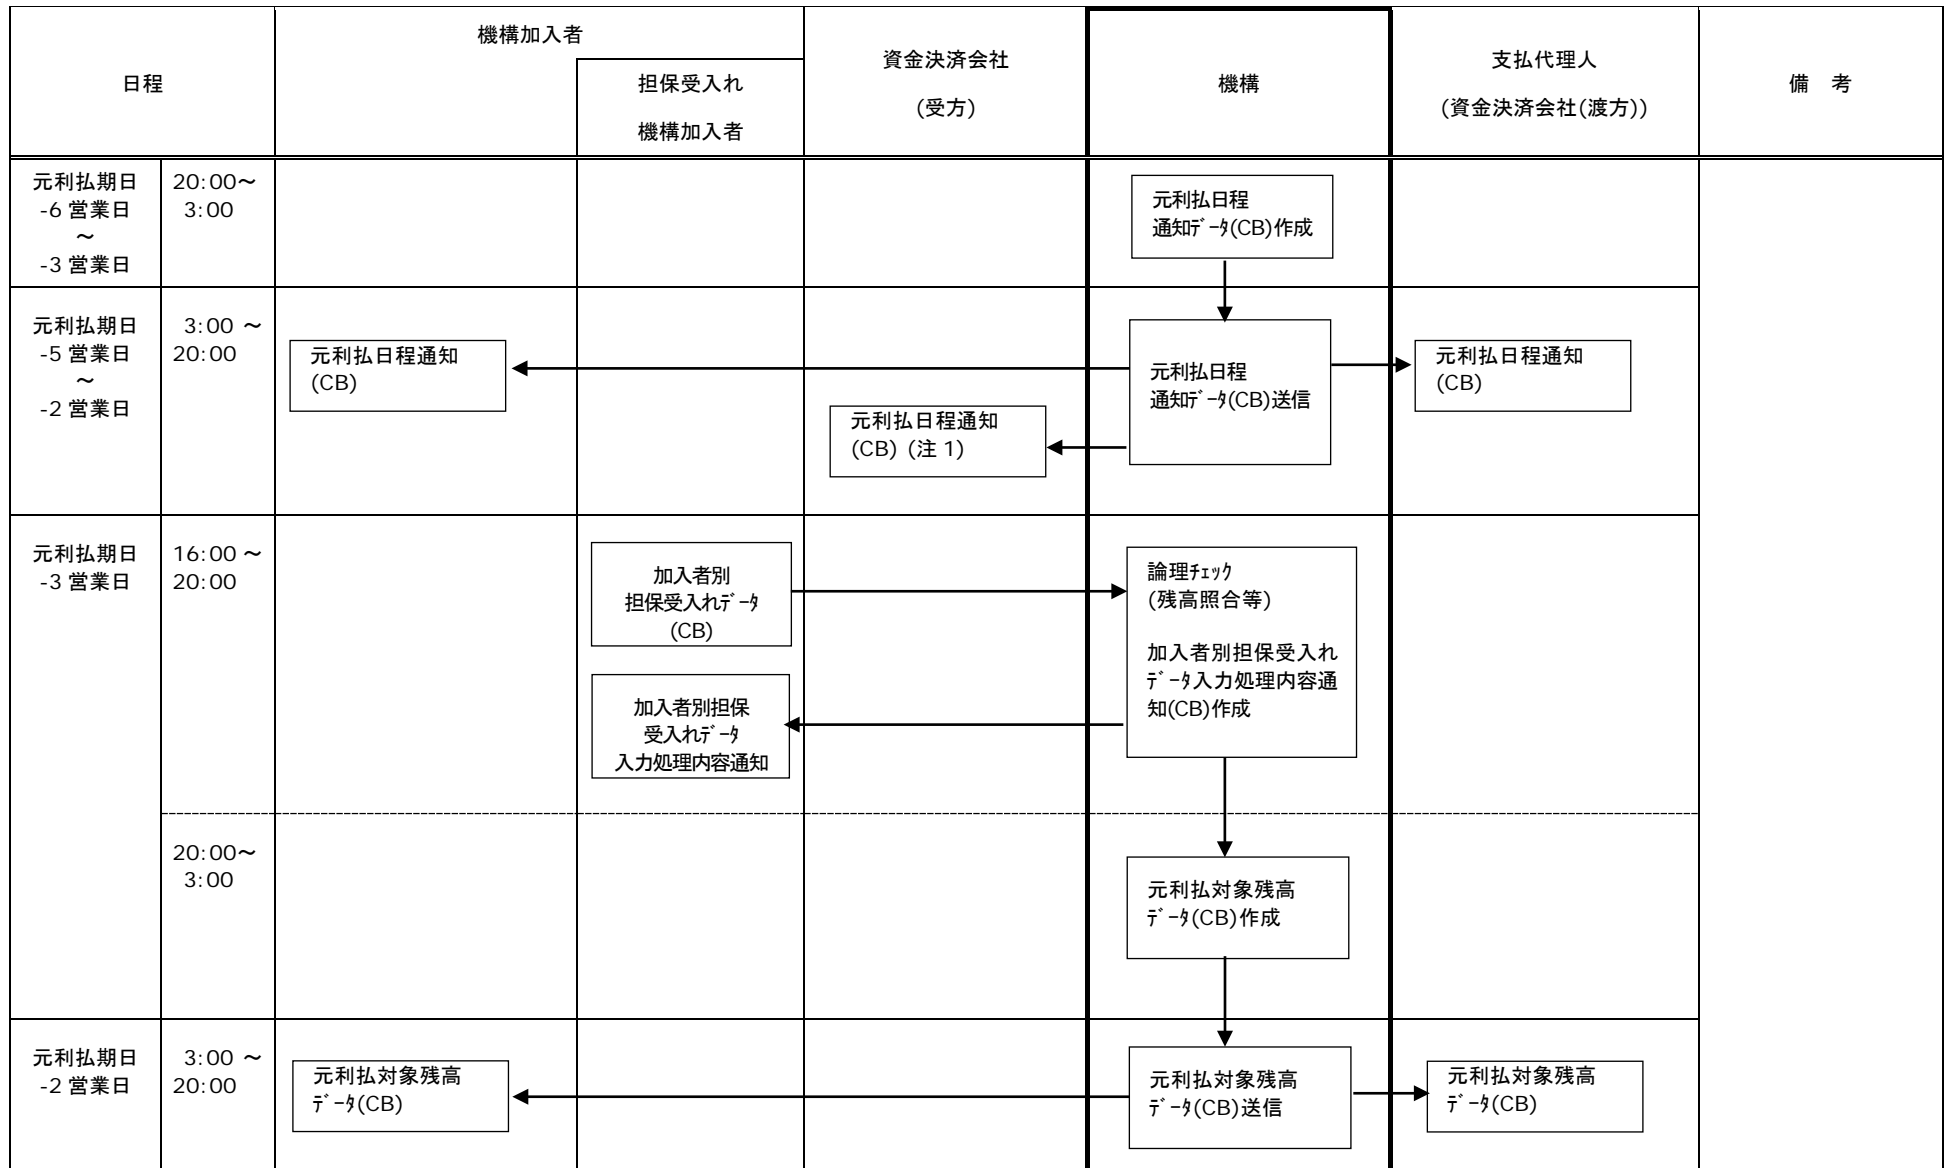 日程
機構加入者
担保受入れ
機構加入者
資金決済会社
(受方)
機構
支払代理人
(資金決済会社(渡方))
備 考
元利払期日
-6 営業日
～
-3 営業日
20:00～
3:00
元利払日程
通知ﾃﾞｰﾀ(CB)作成
元利払期日
-5 営業日
～
-2 営業日
3:00 ～
20:00
元利払日程通知
(CB)
元利払日程通知
(CB) (注 1)
元利払日程
通知ﾃﾞｰﾀ(CB)送信
元利払日程通知
(CB)
元利払期日
-3 営業日
16:00 ～
20:00
加入者別
担保受入れﾃﾞｰﾀ
(CB)
加入者別担保
受入れﾃﾞｰﾀ
入力処理内容通知
論理ﾁｪｯｸ
(残高照合等)
加入者別担保受入れ
ﾃﾞｰﾀ入力処理内容通
知(CB)作成
20:00～
3:00
元利払対象残高
ﾃﾞｰﾀ(CB)作成
元利払期日
-2 営業日
3:00 ～
20:00
元利払対象残高
ﾃﾞｰﾀ(CB)
元利払対象残高
ﾃﾞｰﾀ(CB)送信
元利払対象残高
ﾃﾞｰﾀ(CB)